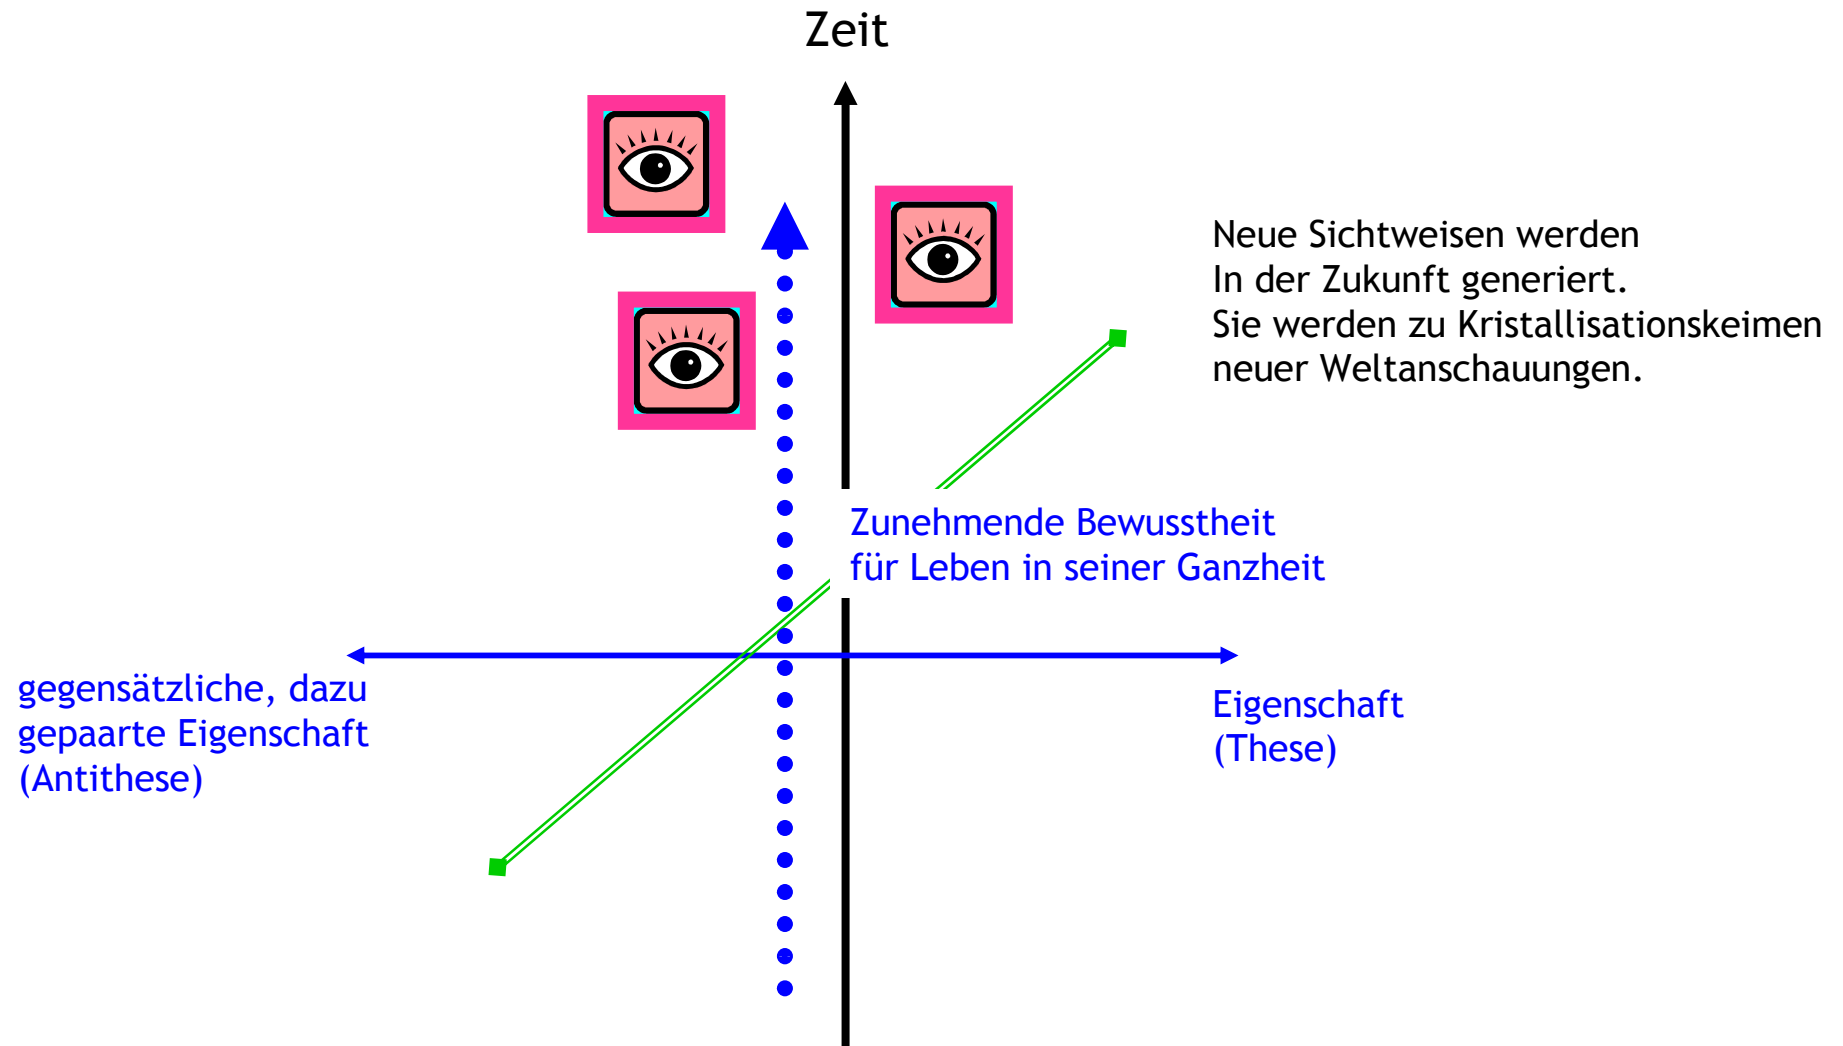 Zeit
Neue Sichtweisen werden
In der Zukunft generiert.
Sie werden zu Kristallisationskeimen
neuer Weltanschauungen.
Zunehmende Bewusstheit
für Leben in seiner Ganzheit
gegensätzliche, dazu
gepaarte Eigenschaft
(Antithese)
Eigenschaft
(These)